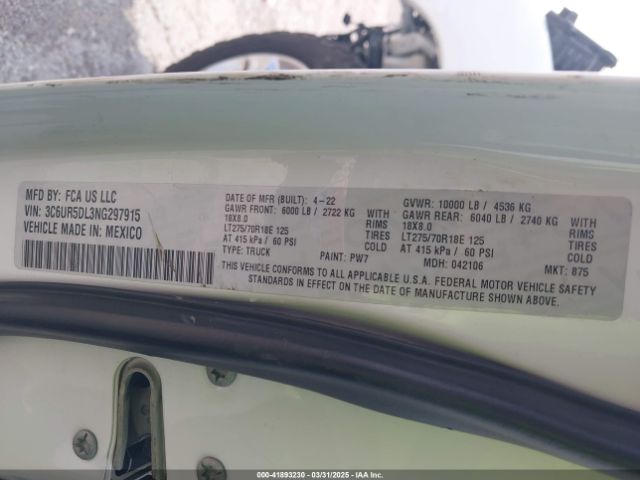 MFD BY: FCA US LLC
VIN: 3C6UR5DL3NG297915
VEHICLE MADE IN: MEXICO
DATE OF MFR (BUILT): 4-22
GAWR FRONT: 6000 LB / 2722 KG WITH
18X8.0 RIMS
LT275/70R18E 125 TIRES
AT 415 kPa / 60 PSI COLD
TYPE: TRUCK PAINT: PW7
GVWR: 10000 LB / 4536 KG
GAWR REAR: 6040 LB / 2740 KG WITH
18X8.0 RIMS
LT275/70R18E 125 TIRES
AT 415 kPa / 60 PSI COLD
MDH: 042106 MKT: 875
THIS VEHICLE CONFORMS TO ALL APPLICABLE U.S.A. FEDERAL MOTOR VEHICLE SAFETY
STANDARDS IN EFFECT ON THE DATE OF MANUFACTURE SHOWN ABOVE.
000-41893230 - 03/31/2025 - IAA, Inc.